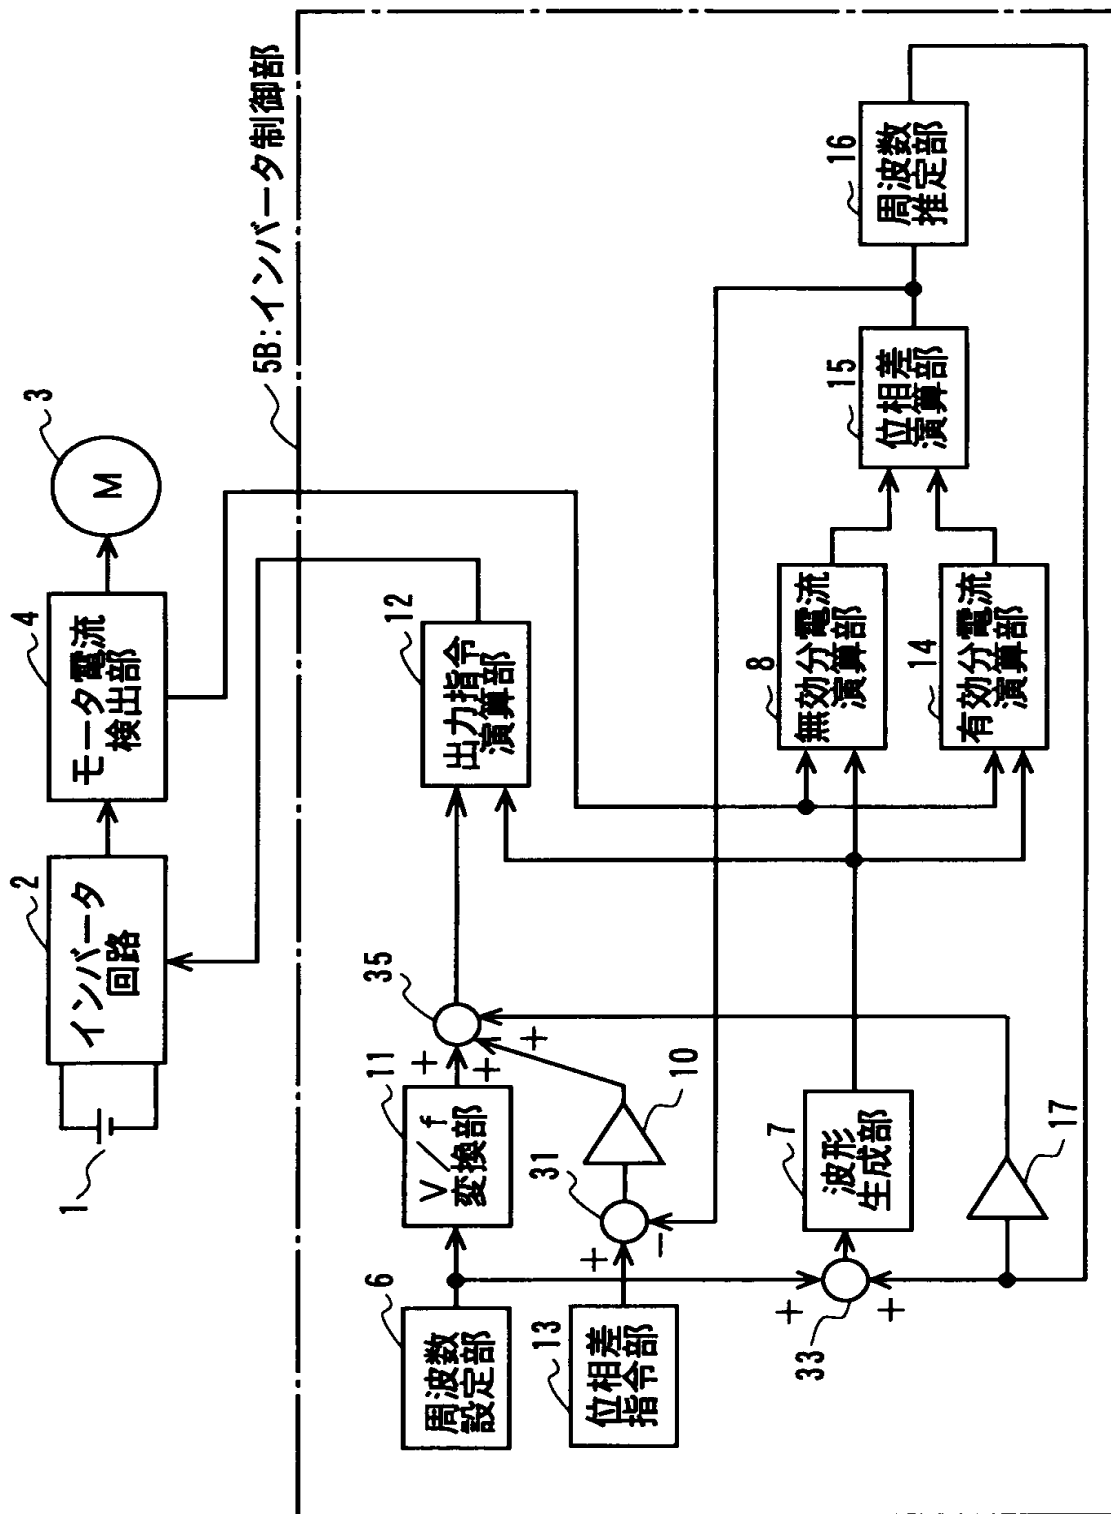 1
2
インバータ
回路
4
モータ電流
検出部
3
M
5B:インバータ制御部
6
周波数
設定部
11
V/f
変換部
35
+
+
+
12
出力指令
演算部
13
位相差
指令部
31
+
-
10
33
+
+
7
波形
生成部
17
8
無効分電流
演算部
14
有効分電流
演算部
15
位相差
演算部
16
周波数
推定部